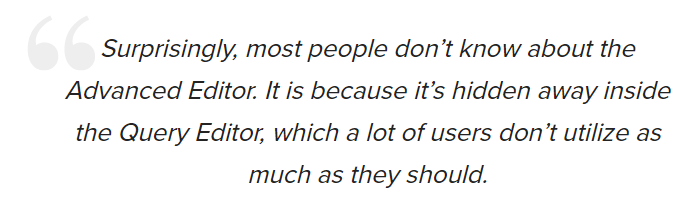 Surprisingly, most people don’t know about the
Advanced Editor. It is because it’s hidden away inside
the Query Editor, which a lot of users don’t utilize as
much as they should.